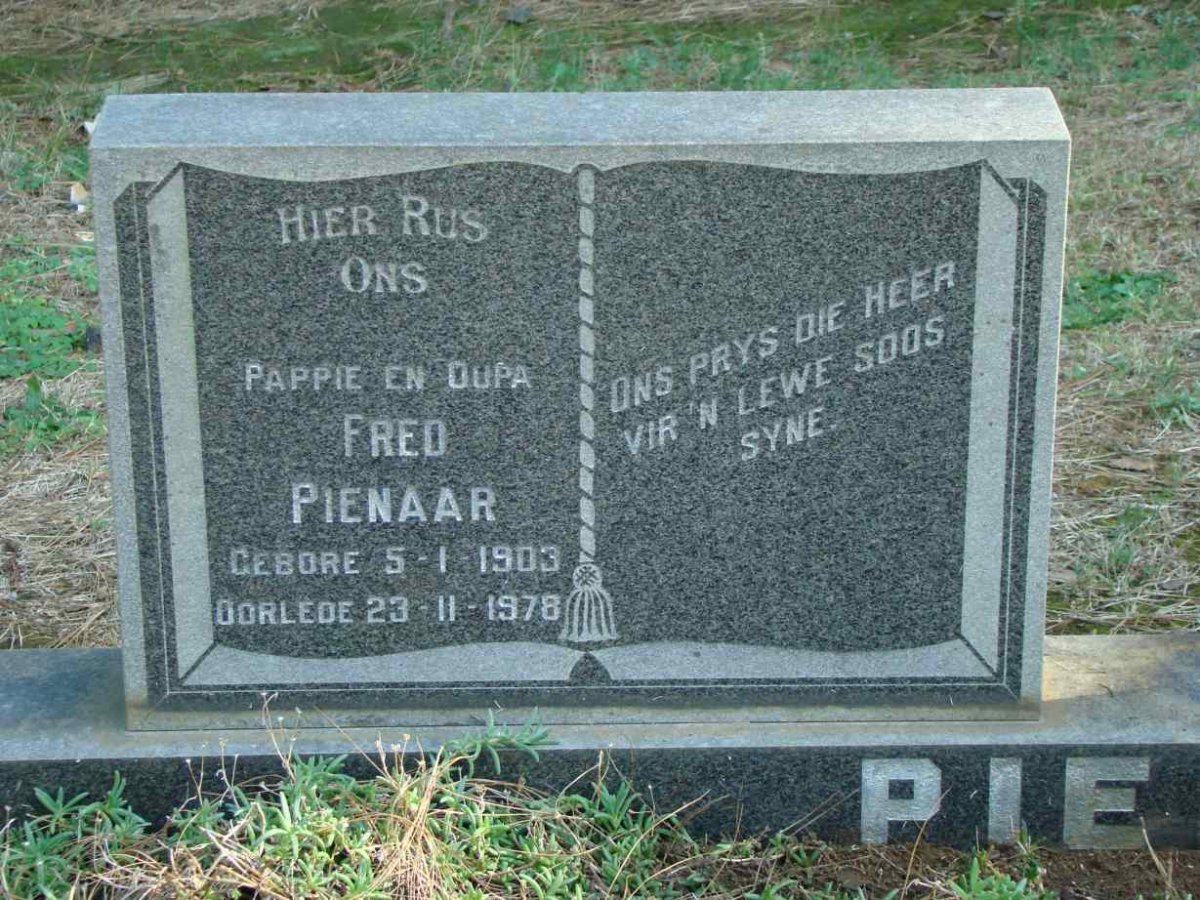 HIER RUS
ONS
PAPPIE EN OUPA
FRED
PIENAAR
GEBORE 5-1-1903
OORLEDE 23-11-1978
ONS PRYS DIE HEER
VIR 'N LEWE SOOS
SYNE.
PIE